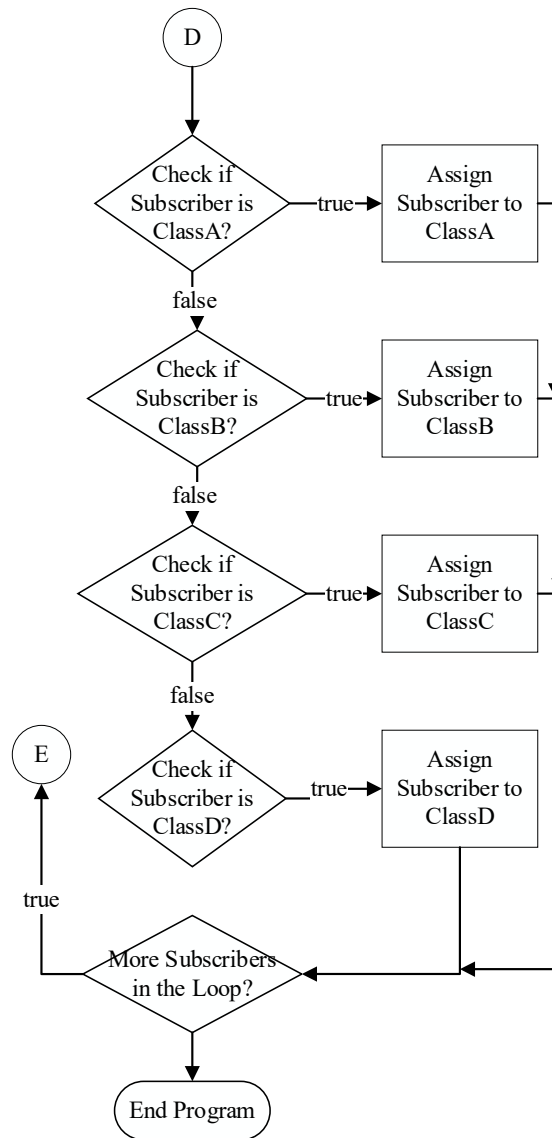 D
Check if
Subscriber is
ClassA?
true
Assign
Subscriber to
ClassA
false
Check if
Subscriber is
ClassB?
true
Assign
Subscriber to
ClassB
false
Check if
Subscriber is
ClassC?
true
Assign
Subscriber to
ClassC
false
E
Check if
Subscriber is
ClassD?
true
Assign
Subscriber to
ClassD
true
More Subscribers
in the Loop?
End Program